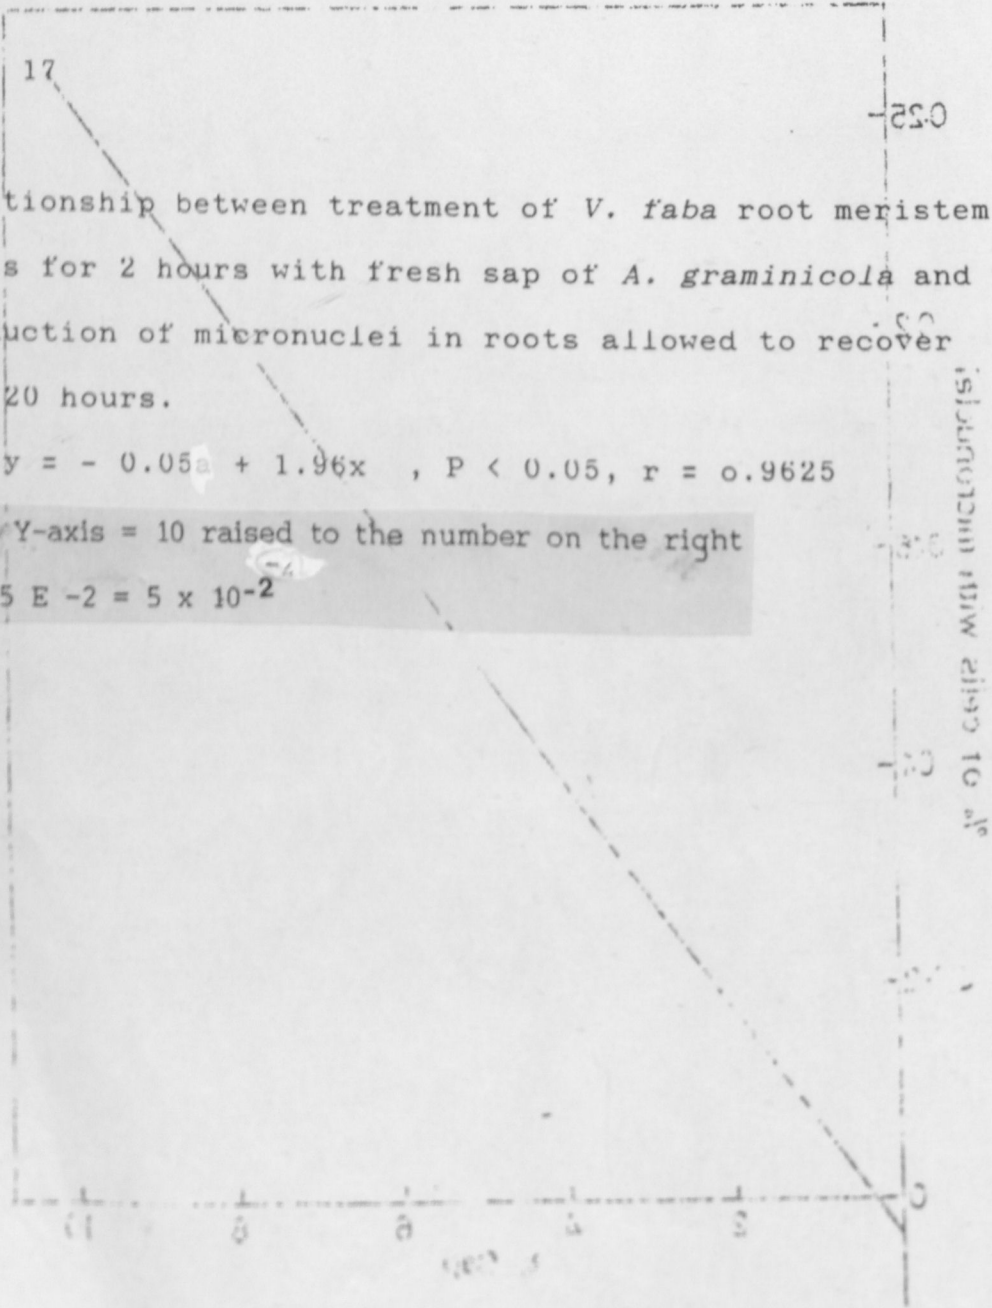 17
tionship between treatment of V. faba root meristem
s for 2 hours with fresh sap of A. graminicola and
uction of micronuclei in roots allowed to recover
20 hours.
y = - 0.05a + 1.96x , P < 0.05, r = o.9625
Y-axis = 10 raised to the number on the right
5 E -2 = 5 x 10-2
0.25
% of cells with micronuclei
0